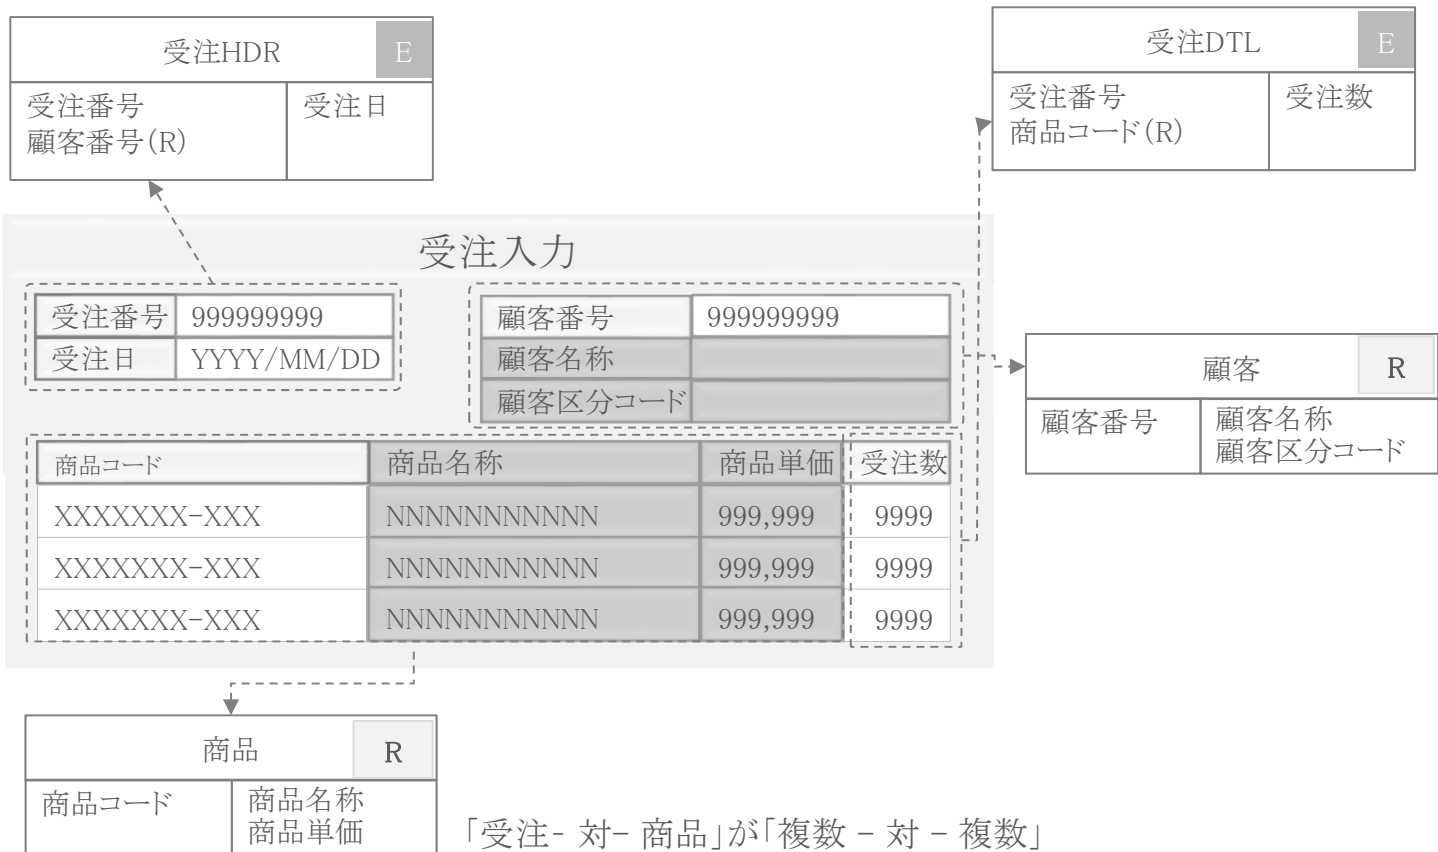 受注HDR E
受注番号 受注日
顧客番号(R)
受注DTL E
受注番号 受注数
商品コード(R)
受注入力
受注番号 999999999
受注日 YYYY/MM/DD
顧客番号 999999999
顧客名称
顧客区分コード
顧客 R
顧客番号 顧客名称
顧客区分コード
商品コード 商品名称 商品単価 受注数
XXXXXXX-XXX NNNNNNNNNNN 999,999 9999
XXXXXXX-XXX NNNNNNNNNNN 999,999 9999
XXXXXXX-XXX NNNNNNNNNNN 999,999 9999
商品 R
商品コード 商品名称
商品単価
「受注- 対- 商品」が「複数 - 対 - 複数」